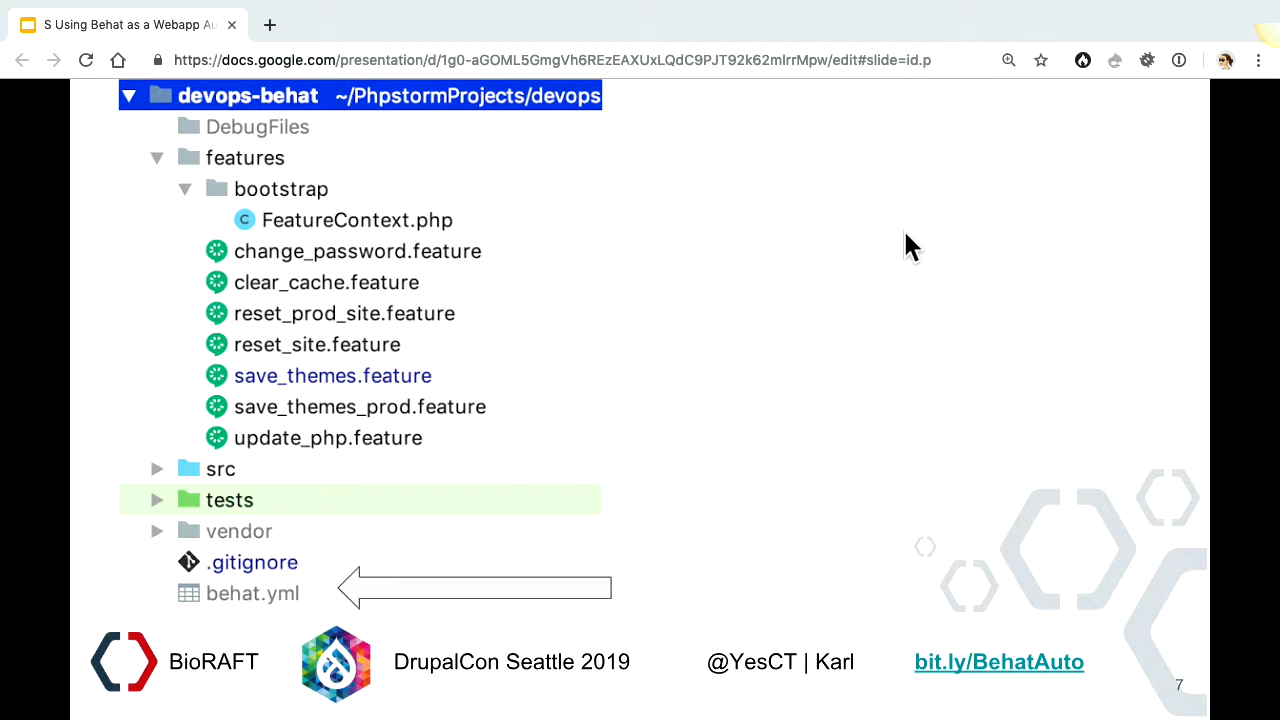 S Using Behat as a Webapp Au
https://docs.google.com/presentation/d/1g0-aGOML5GmgVh6REzEAXUxLQdC9PJT92k62mlrrMpw/edit#slide=id.p
devops-behat ~/PhpstormProjects/devops
DebugFiles
features
bootstrap
C FeatureContext.php
change_password.feature
clear_cache.feature
reset_prod_site.feature
reset_site.feature
save_themes.feature
save_themes_prod.feature
update_php.feature
src
tests
vendor
.gitignore
behat.yml
BioRAFT DrupalCon Seattle 2019 @YesCT | Karl bit.ly/BehatAuto
7